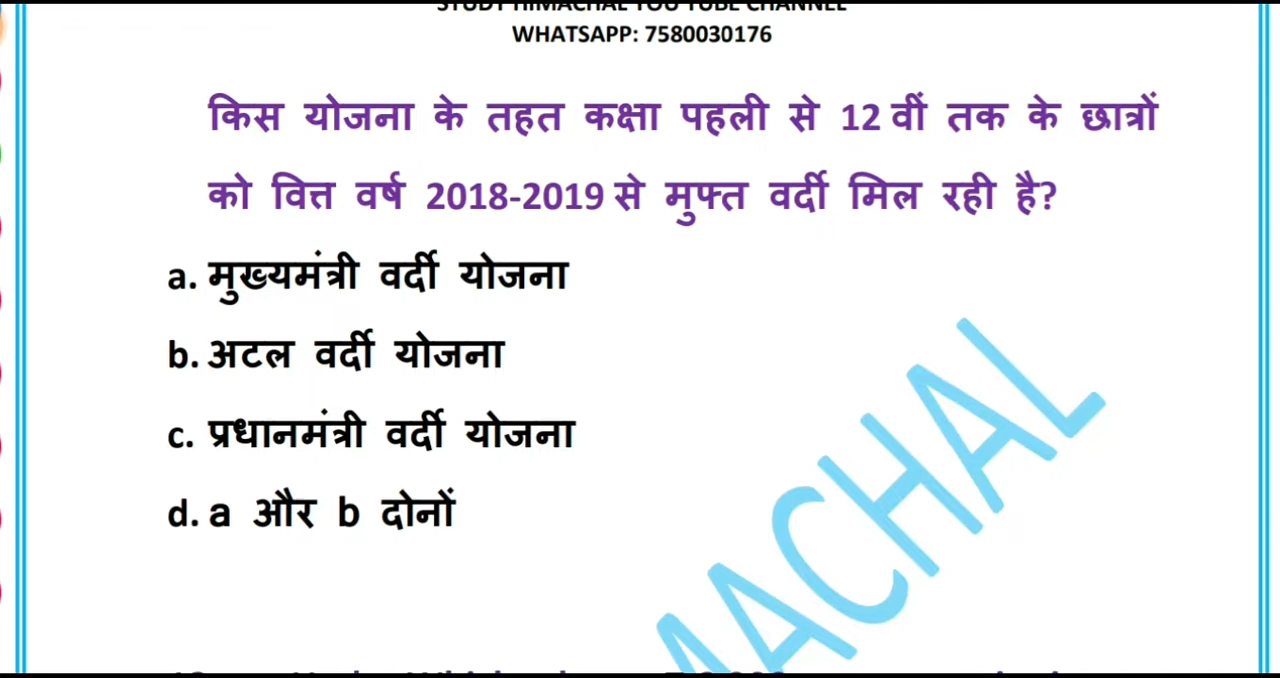 STUDY HIMACHAL YOU TUBE CHANNEL
WHATSAPP: 7580030176
किस योजना के तहत कक्षा पहली से 12 वीं तक के छात्रों
को वित्त वर्ष 2018-2019 से मुफ्त वर्दी मिल रही है?
a. मुख्यमंत्री वर्दी योजना
b. अटल वर्दी योजना
c. प्रधानमंत्री वर्दी योजना
d. a और b दोनों
MACHAL